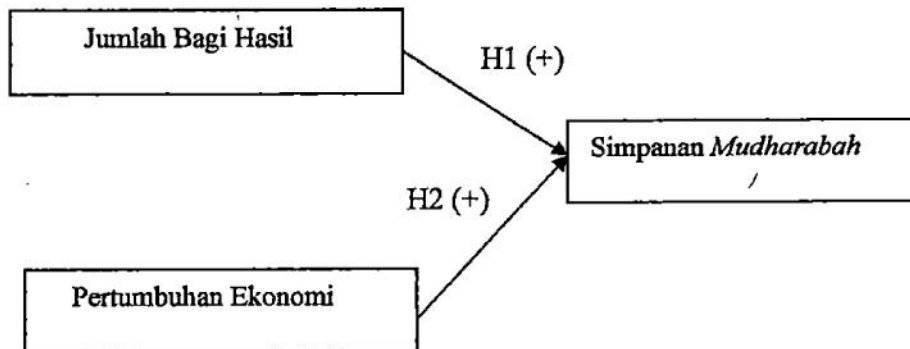 Jumlah Bagi Hasil
H1 (+)
Simpanan Mudharabah
H2 (+)
Pertumbuhan Ekonomi